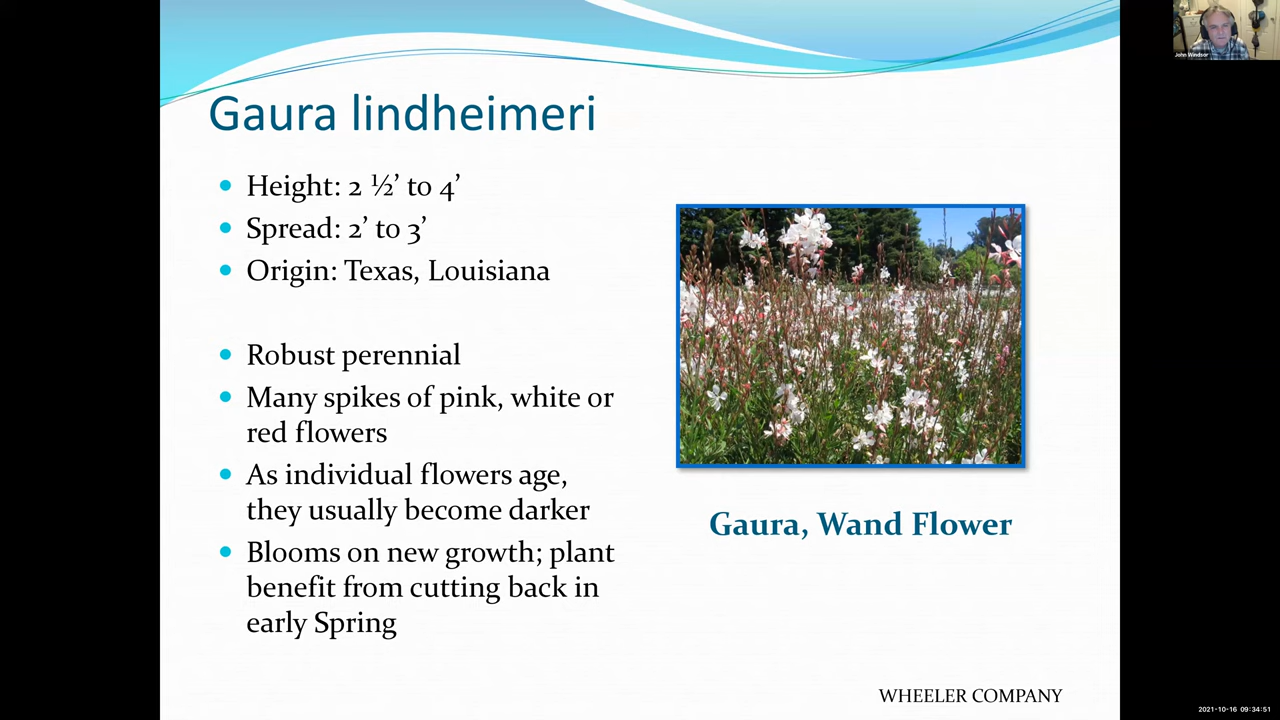 John Windsor
Gaura lindheimeri
Height: 2 ½’ to 4’
Spread: 2’ to 3’
Origin: Texas, Louisiana
Robust perennial
Many spikes of pink, white or
red flowers
As individual flowers age,
they usually become darker
Blooms on new growth; plant
benefit from cutting back in
early Spring
Gaura, Wand Flower
WHEELER COMPANY
2021-10-16 09:34:51